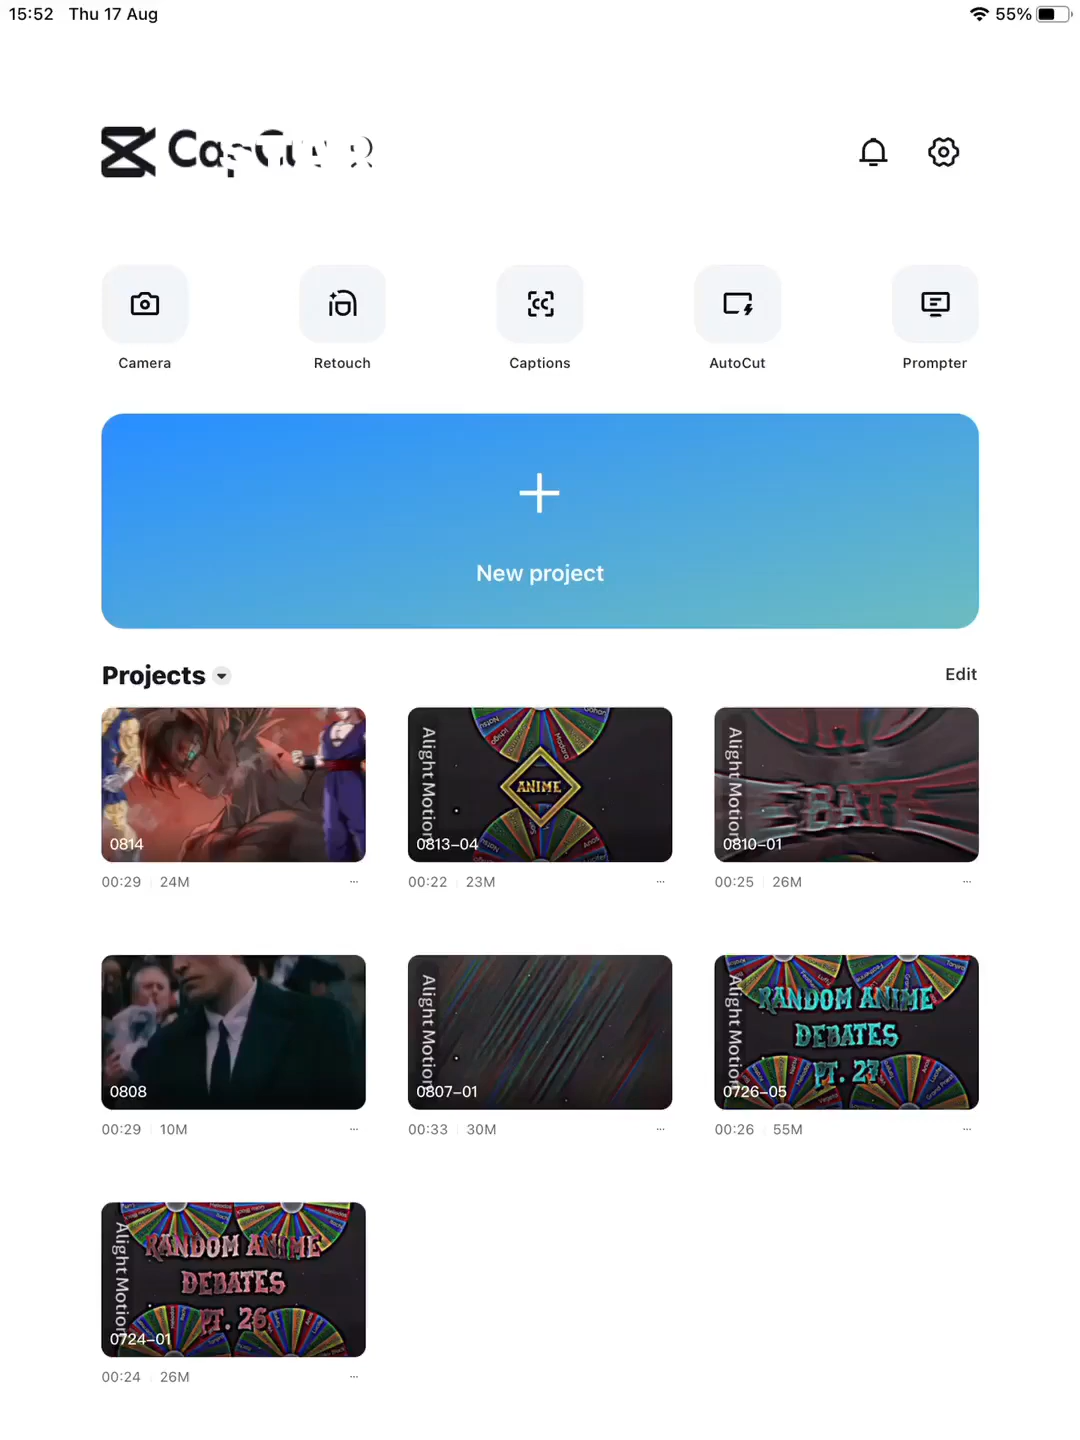 15:52 Thu 17 Aug 55%
CapCut
Camera Retouch Captions AutoCut Prompter
New project
Projects Edit
Alight Motion
ANIME
Alight Motion
0814
0813-04
0810-01
00:29 24M
00:22 23M
00:25 26M
Alight Motion
Alight Motion
RANDOM ANIME
DEBATES
PT. 27
0808
0807-01
0726-05
00:29 10M
00:33 30M
00:26 55M
Alight Motion
RANDOM ANIME
DEBATES
PT. 26
0724-01
00:24 26M